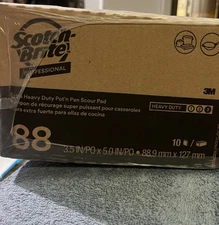 Scotch-
Brite
PROFESSIONAL
3M
Heavy Duty Pot'n Pan Scour Pad
on de récurage super puissant pour casseroles
ra extra fuerte para ollas de cocina
HEAVY DUTY
88
10
3.5 IN/PO x 5.0 IN/PO • 88.9 mm x 127 mm